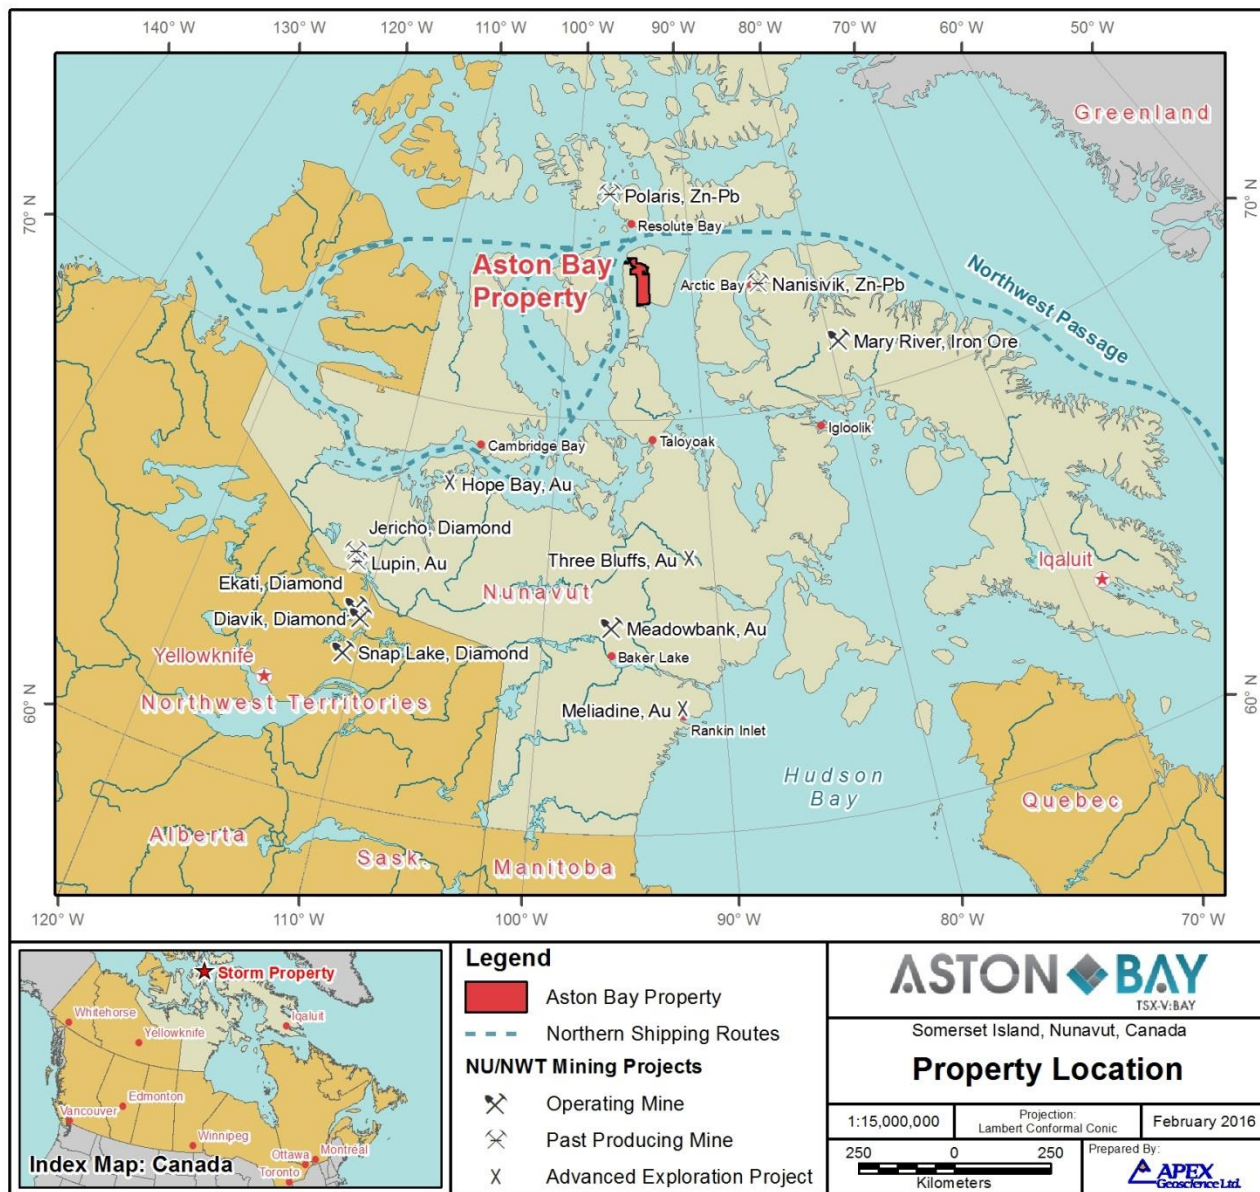 140° W
130° W
120° W
110° W
100° W
90° W
80° W
70° W
60° W
50° W
Greenland
70° N
70° N
Polaris, Zn-Pb
Resolute Bay
Aston Bay
Property
Arctic Bay
Nanisivik, Zn-Pb
Northwest Passage
Mary River, Iron Ore
Igloolik
Cambridge Bay
Taloyoak
Hope Bay, Au
Jericho, Diamond
Lupin, Au
Three Bluffs, Au
Iqaluit
Ekati, Diamond
Nunavut
Diavik, Diamond
Meadowbank, Au
Snap Lake, Diamond
Baker Lake
Yellowknife
Northwest Territories
60° N
60° N
Meliadine, Au
Rankin Inlet
Hudson
Bay
Quebec
Alberta
Sask.
Manitoba
120° W
110° W
100° W
90° W
80° W
70° W
Storm Property
Whitehorse
Iqaluit
Yellowknife
Edmonton
Vancouver
Winnipeg
Ottawa
Montréal
Toronto
Index Map: Canada
Legend
Aston Bay Property
Northern Shipping Routes
NU/NWT Mining Projects
Operating Mine
Past Producing Mine
Advanced Exploration Project
ASTON BAY
TSX-V:BAY
Somerset Island, Nunavut, Canada
Property Location
1:15,000,000
Projection:
Lambert Conformal Conic
February 2016
250 0 250
Kilometers
Prepared By:
APEX
Geoscience Ltd.